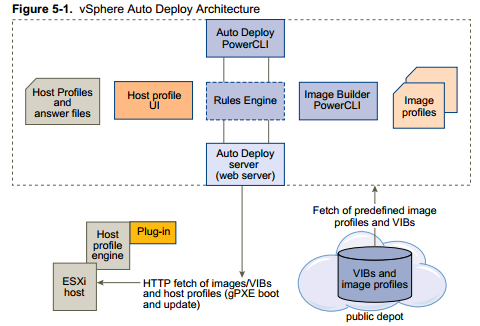 Figure 5-1. vSphere Auto Deploy Architecture
Auto Deploy
PowerCLI
Host Profiles
and
answer files
Host profile
UI
Rules Engine
Image Builder
PowerCLI
Image
profiles
Auto Deploy
server
(web server)
Fetch of predefined image
profiles and VIBs
Host
profile
engine
Plug-in
ESXi
host
HTTP fetch of images/VIBs
and host profiles (gPXE boot
and update)
VIBs and
image profiles
public depot